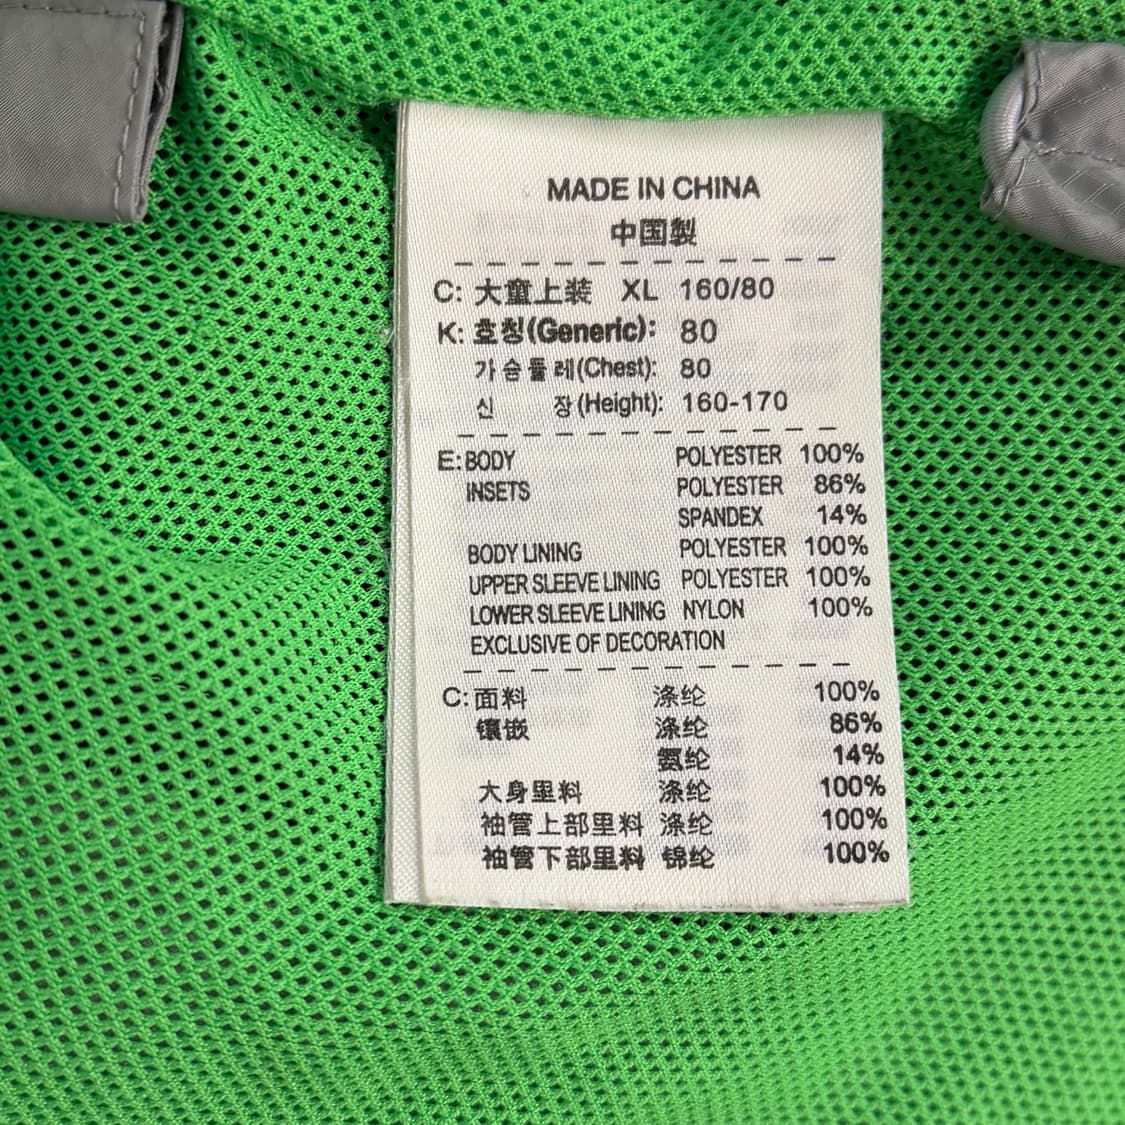 MADE IN CHINA
中国製
C: 大童上装 XL 160/80
K: 호칭(Generic): 80
가슴둘레(Chest): 80
신 장(Height): 160-170
E: BODY POLYESTER 100%
INSETS POLYESTER 86%
SPANDEX 14%
BODY LINING POLYESTER 100%
UPPER SLEEVE LINING POLYESTER 100%
LOWER SLEEVE LINING NYLON 100%
EXCLUSIVE OF DECORATION
C: 面料 涤纶 100%
镶嵌 涤纶 86%
氨纶 14%
大身里料 涤纶 100%
袖管上部里料 涤纶 100%
袖管下部里料 锦纶 100%